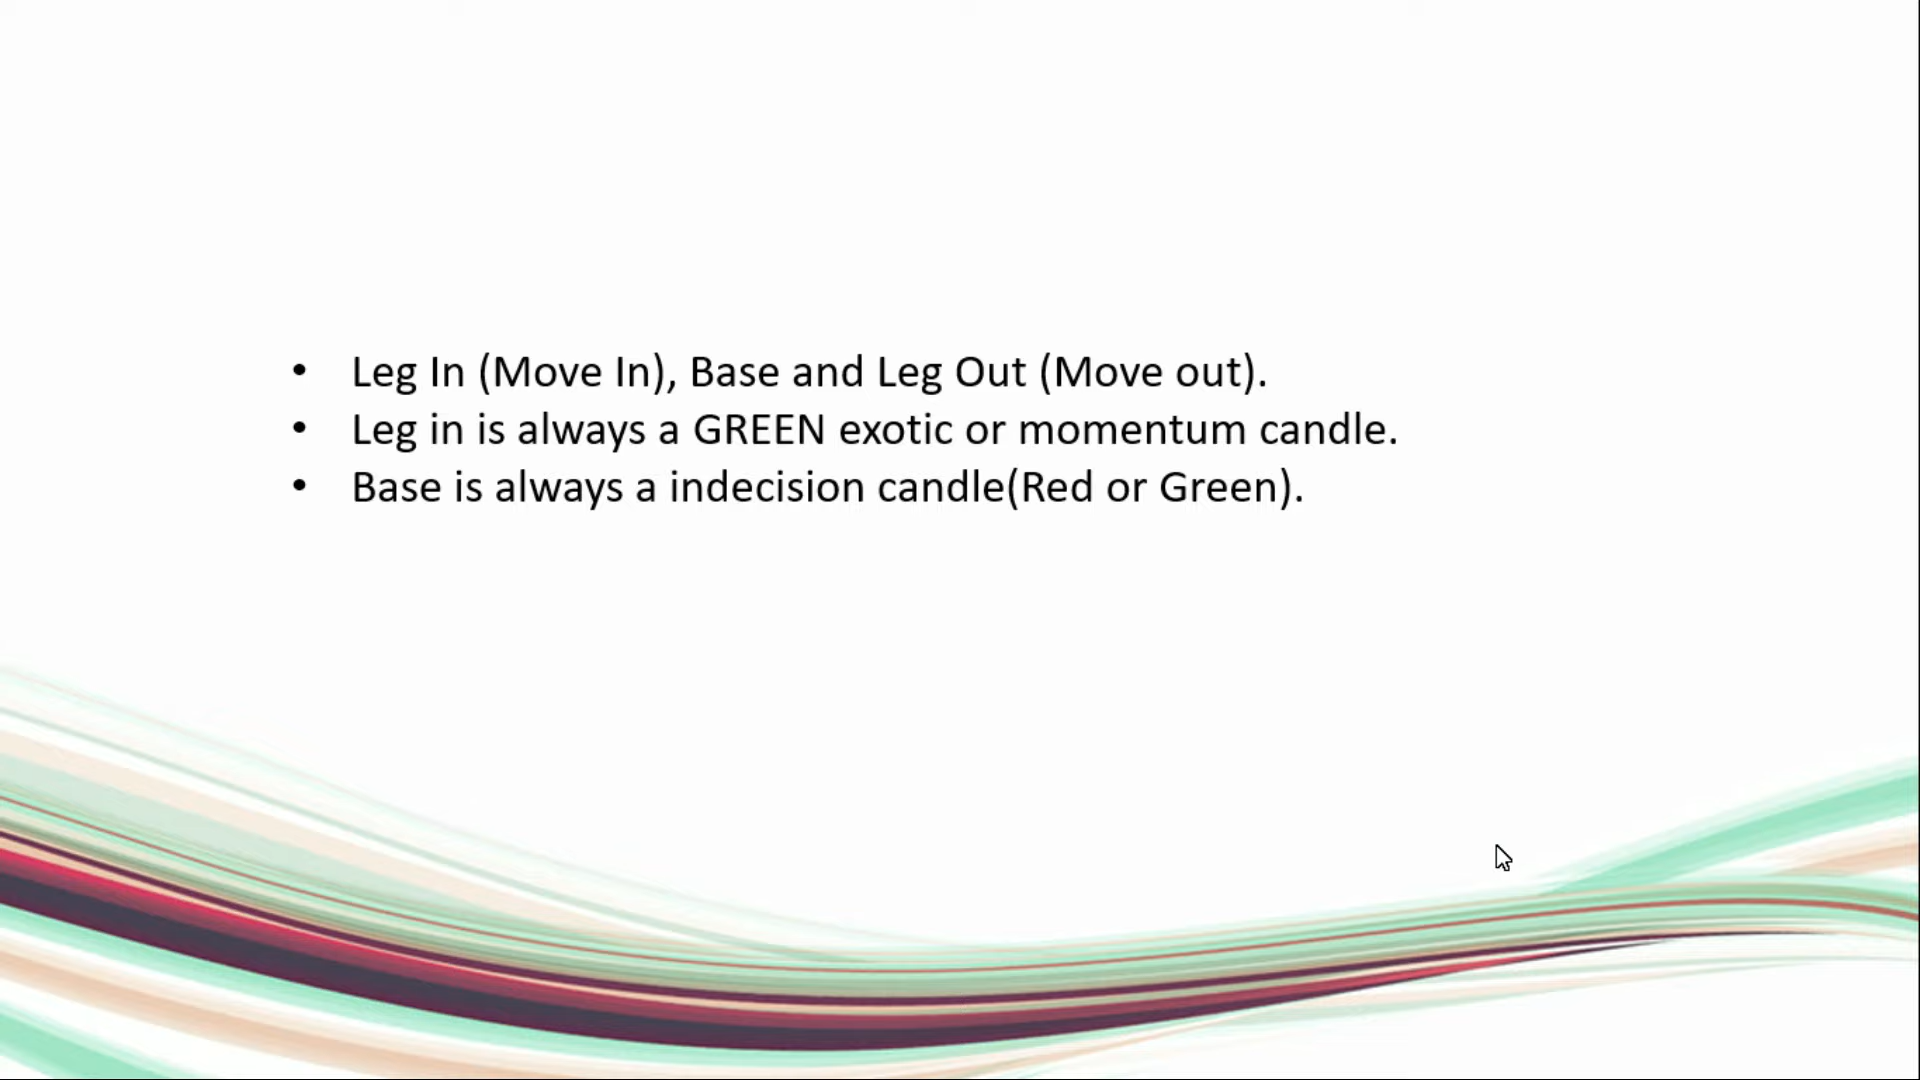 • Leg In (Move In), Base and Leg Out (Move out).
• Leg in is always a GREEN exotic or momentum candle.
• Base is always a indecision candle(Red or Green).